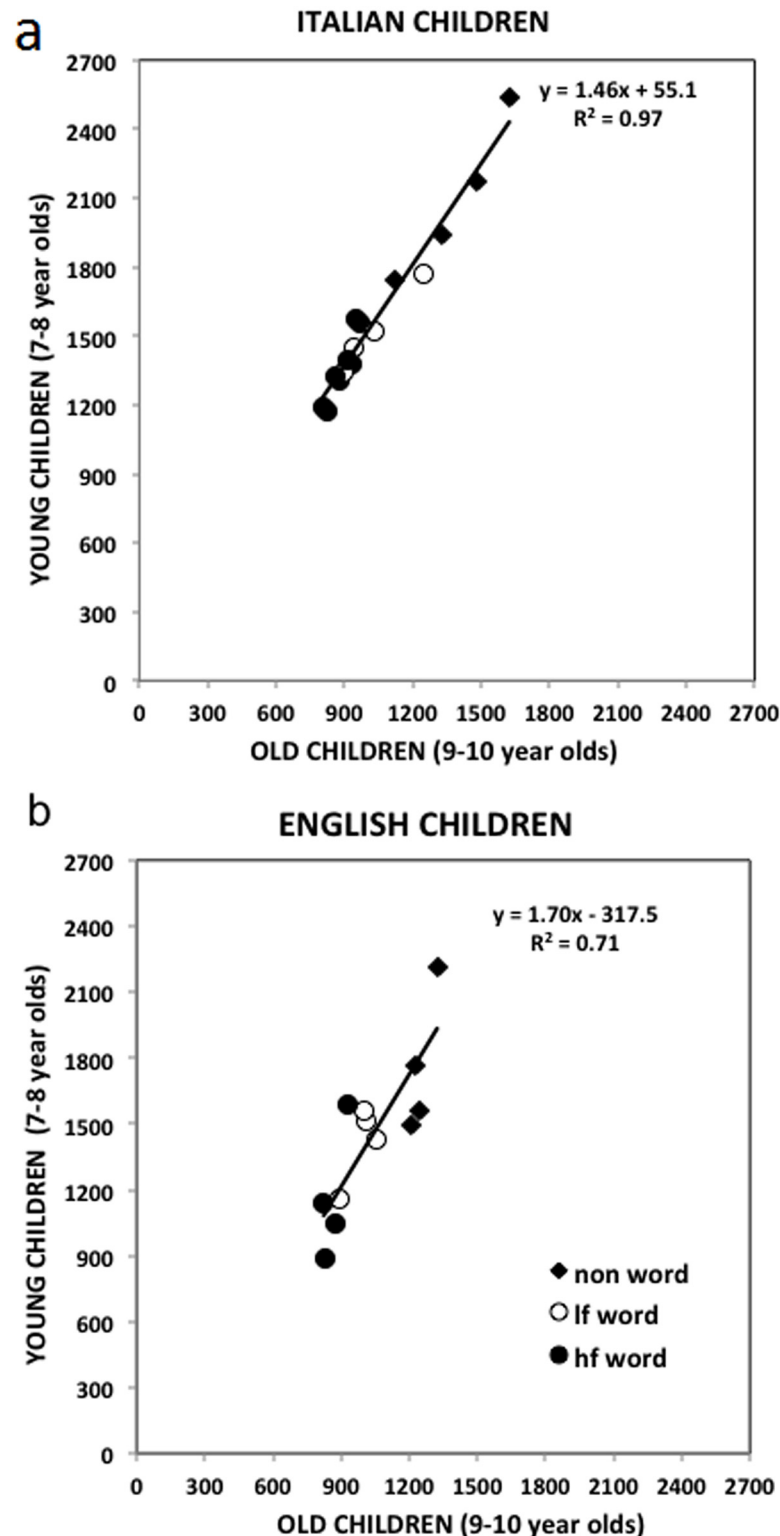 a
ITALIAN CHILDREN
y = 1.46x + 55.1
R² = 0.97
YOUNG CHILDREN (7-8 year olds)
2700
2400
2100
1800
1500
1200
900
600
300
0
0 300 600 900 1200 1500 1800 2100 2400 2700
OLD CHILDREN (9-10 year olds)
b
ENGLISH CHILDREN
y = 1.70x - 317.5
R² = 0.71
YOUNG CHILDREN (7-8 year olds)
2700
2400
2100
1800
1500
1200
900
600
300
0
non word
lf word
hf word
0 300 600 900 1200 1500 1800 2100 2400 2700
OLD CHILDREN (9-10 year olds)